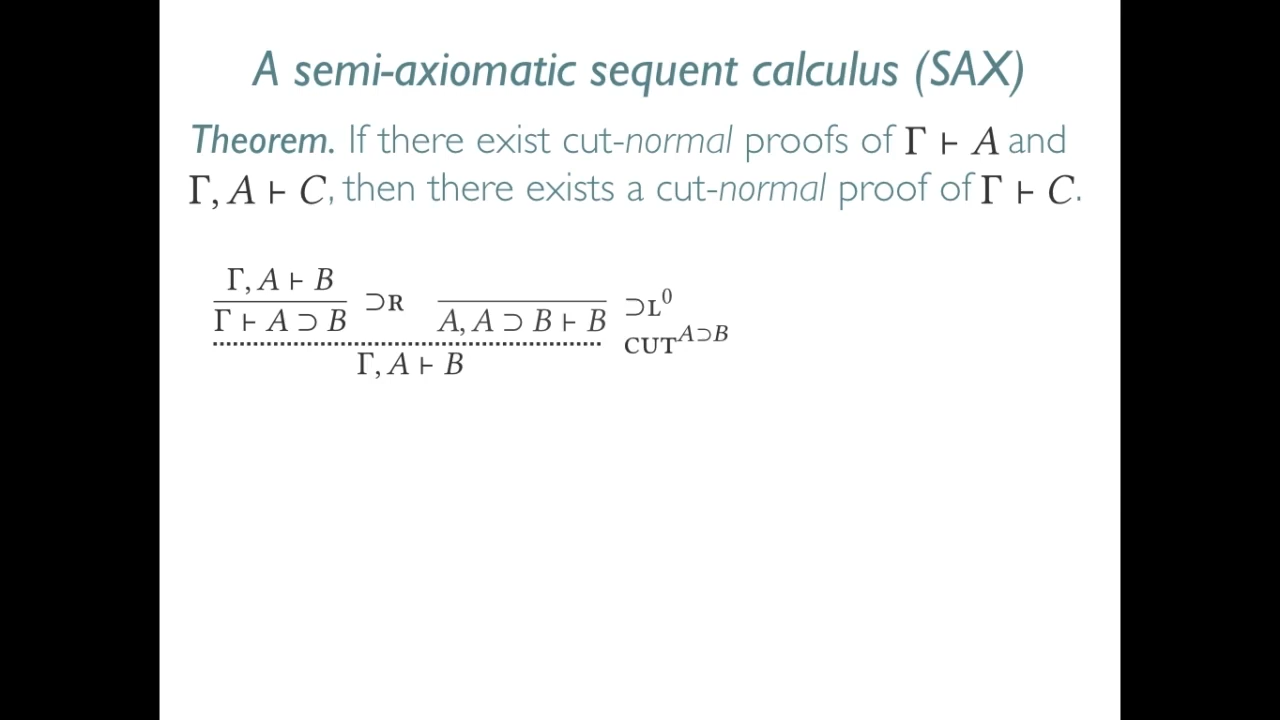 A semi-axiomatic sequent calculus (SAX)
Theorem. If there exist cut-normal proofs of Γ ⊢ A and
Γ, A ⊢ C, then there exists a cut-normal proof of Γ ⊢ C.
Γ, A ⊢ B
Γ ⊢ A ⊃ B ⊃R A, A ⊃ B ⊢ B ⊃L⁰
Γ, A ⊢ B CUT^A⊃B